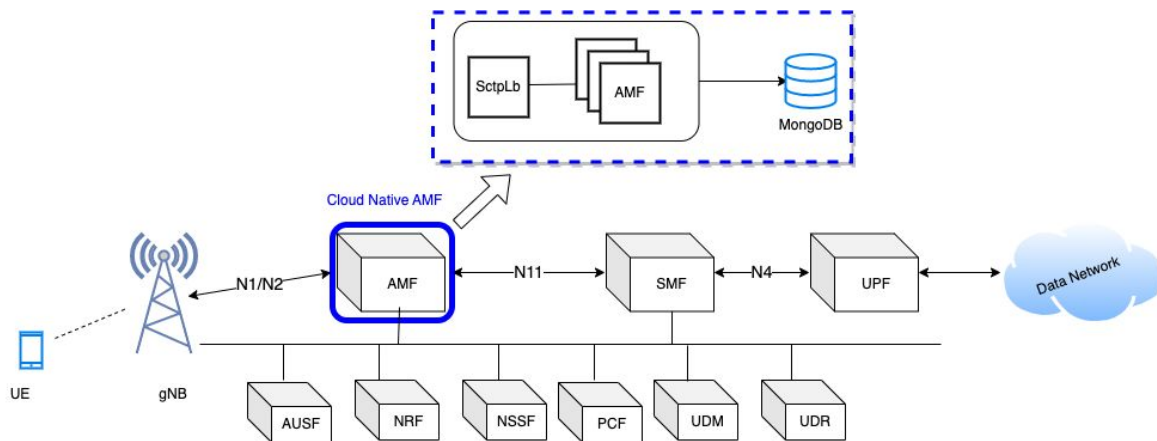 SctpLb
AMF
MongoDB
Cloud Native AMF
N1/N2
AMF
N11
SMF
N4
UPF
Data Network
UE
gNB
AUSF
NRF
NSSF
PCF
UDM
UDR